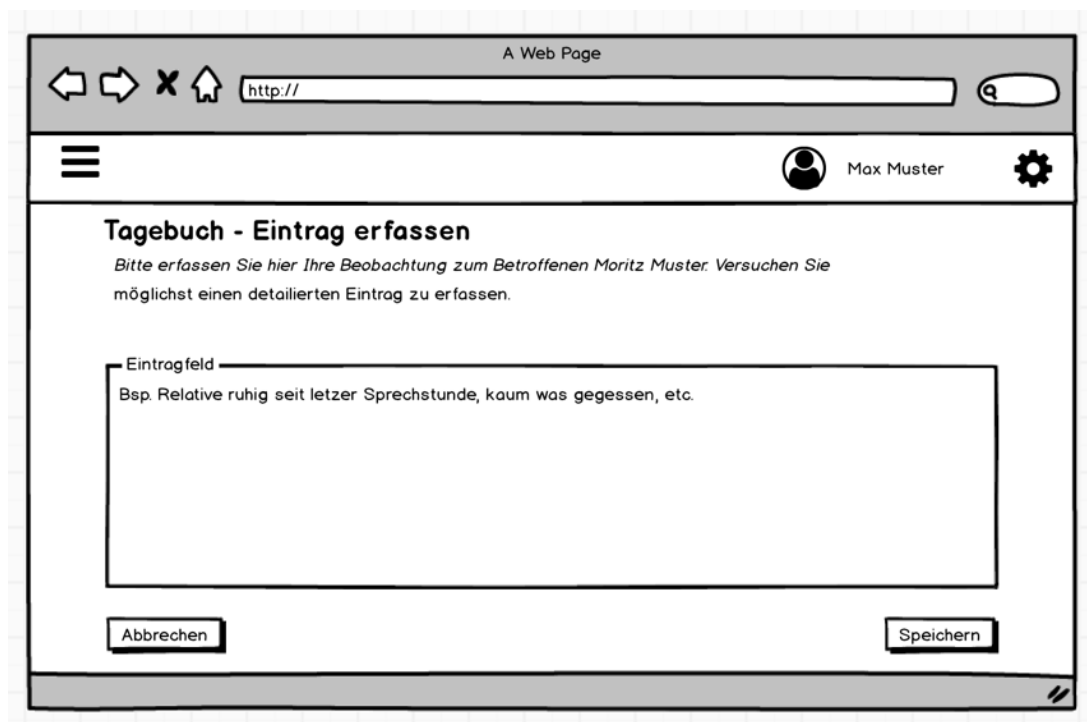 A Web Page
http://
Max Muster
Tagebuch - Eintrag erfassen
Bitte erfassen Sie hier Ihre Beobachtung zum Betroffenen Moritz Muster. Versuchen Sie
möglichst einen detailierten Eintrag zu erfassen.
Eintragfeld
Bsp. Relative ruhig seit letzer Sprechstunde, kaum was gegessen, etc.
Abbrechen
Speichern